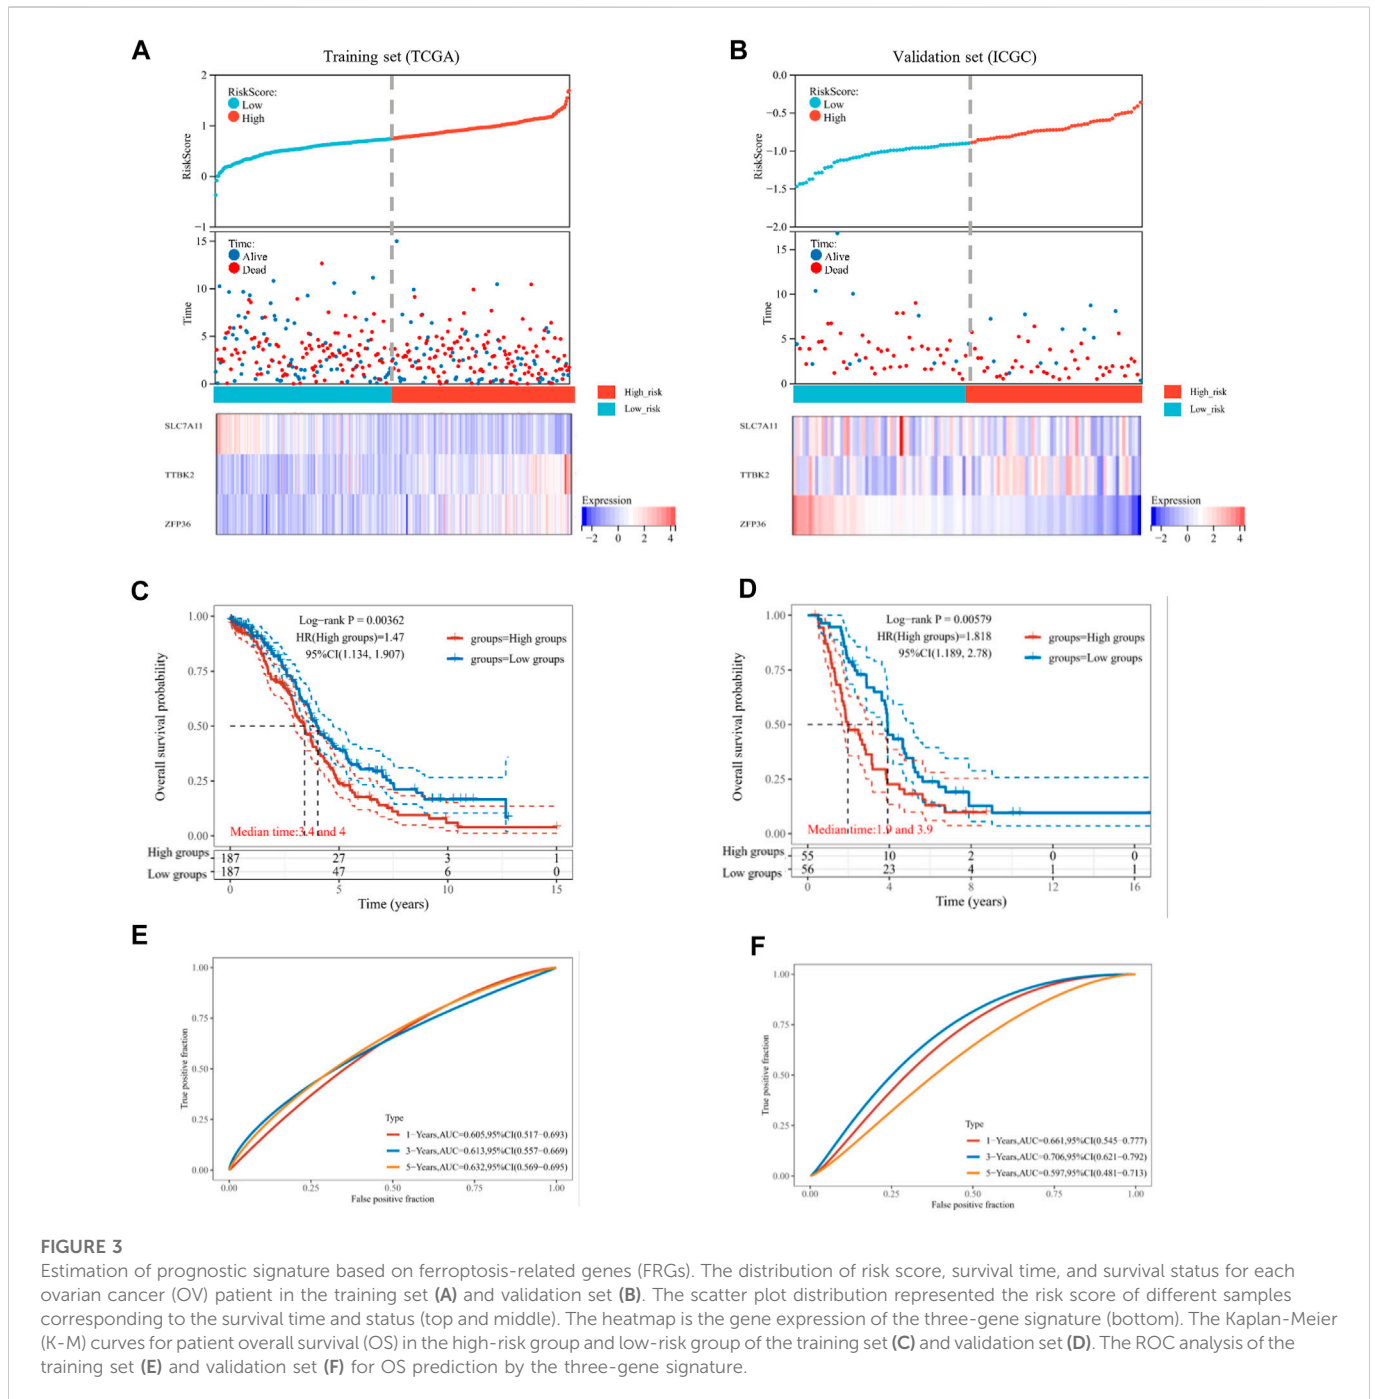 A
Training set (TCGA)
2
1
0
−1
RiskScore
RiskScore:
Low
High
15
10
5
0
Time
Time:
Alive
Dead
High_risk
Low_risk
SLC7A11
TTBK2
ZFP36
Expression
−2 0 2 4
B
Validation set (ICGC)
0.0
−0.5
−1.0
−1.5
−2.0
RiskScore
RiskScore:
Low
High
15
10
5
0
Time
Time:
Alive
Dead
High_risk
Low_risk
SLC7A11
TTBK2
ZFP36
Expression
−2 0 2 4
C
1.00
0.75
0.50
0.25
0.00
Overall survival probability
Log−rank P = 0.00362
HR(High groups)=1.47
95%CI(1.134, 1.907)
groups=High groups
groups=Low groups
Median time:3.4 and 4
High groups 187 27 3 1
Low groups 187 47 6 0
0 5 10 15
Time (years)
D
1.00
0.75
0.50
0.25
0.00
Overall survival probability
Log−rank P = 0.00579
HR(High groups)=1.818
95%CI(1.189, 2.78)
groups=High groups
groups=Low groups
Median time:1.9 and 3.9
High groups 55 10 2 0 0
Low groups 56 23 4 1 1
0 4 8 12 16
Time (years)
E
1.00
0.75
0.50
0.25
0.00
True positive fraction
Type
1−Years,AUC=0.605,95%CI(0.517−0.693)
3−Years,AUC=0.613,95%CI(0.557−0.669)
5−Years,AUC=0.632,95%CI(0.569−0.695)
0.00 0.25 0.50 0.75 1.00
False positive fraction
F
1.00
0.75
0.50
0.25
0.00
True positive fraction
Type
1−Years,AUC=0.661,95%CI(0.545−0.777)
3−Years,AUC=0.706,95%CI(0.621−0.792)
5−Years,AUC=0.597,95%CI(0.481−0.713)
0.00 0.25 0.50 0.75 1.00
False positive fraction
FIGURE 3
Estimation of prognostic signature based on ferroptosis-related genes (FRGs). The distribution of risk score, survival time, and survival status for each
ovarian cancer (OV) patient in the training set (A) and validation set (B). The scatter plot distribution represented the risk score of different samples
corresponding to the survival time and status (top and middle). The heatmap is the gene expression of the three-gene signature (bottom). The Kaplan-Meier
(K-M) curves for patient overall survival (OS) in the high-risk group and low-risk group of the training set (C) and validation set (D). The ROC analysis of the
training set (E) and validation set (F) for OS prediction by the three-gene signature.